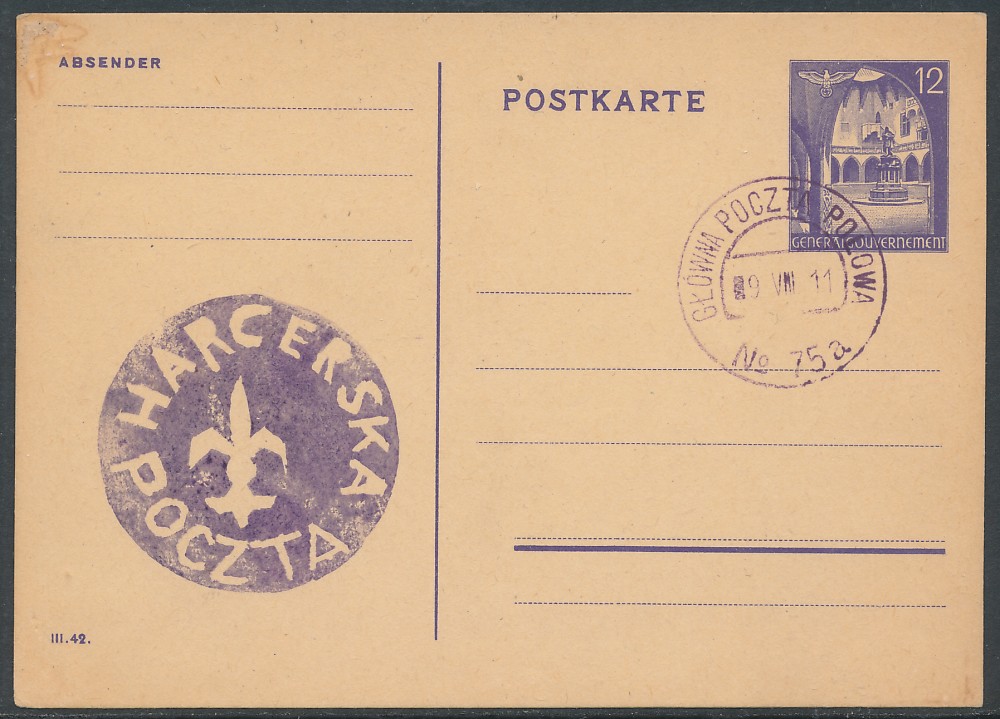 ABSENDER
POSTKARTE
12
GENERALGOUVERNEMENT
GŁÓWNA POCZTA POLOWA
9 VIII 11
No 75a
HARCERSKA
POCZTA
III.42.